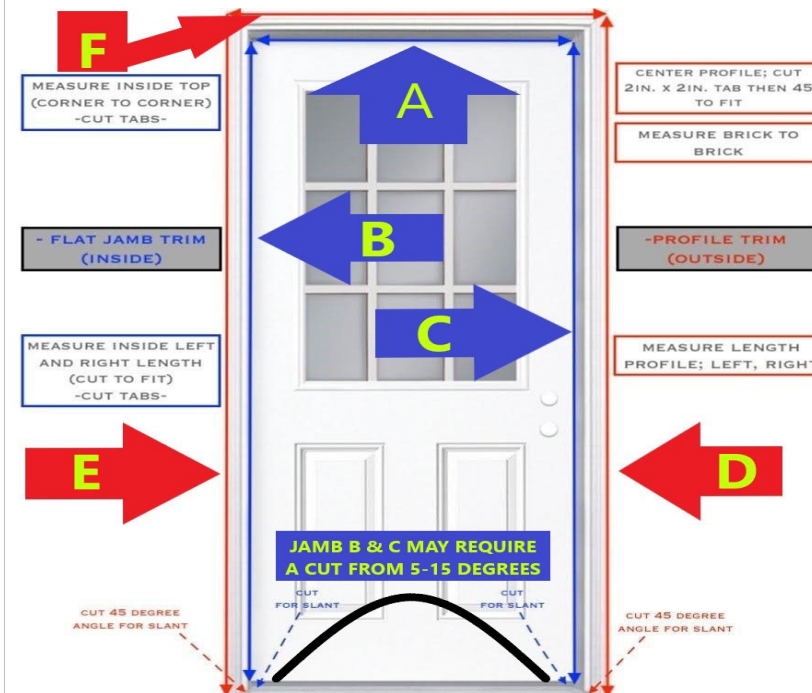 F
MEASURE INSIDE TOP
(CORNER TO CORNER)
-CUT TABS-
A
CENTER PROFILE; CUT
2IN. X 2IN. TAB THEN 45
TO FIT
MEASURE BRICK TO
BRICK
- FLAT JAMB TRIM
(INSIDE)
B
-PROFILE TRIM
(OUTSIDE)
C
MEASURE INSIDE LEFT
AND RIGHT LENGTH
(CUT TO FIT)
-CUT TABS-
MEASURE LENGTH
PROFILE; LEFT, RIGHT
E
D
JAMB B & C MAY REQUIRE
A CUT FROM 5-15 DEGREES
CUT
FOR SLANT
CUT
FOR SLANT
CUT 45 DEGREE
ANGLE FOR SLANT
CUT 45 DEGREE
ANGLE FOR SLANT